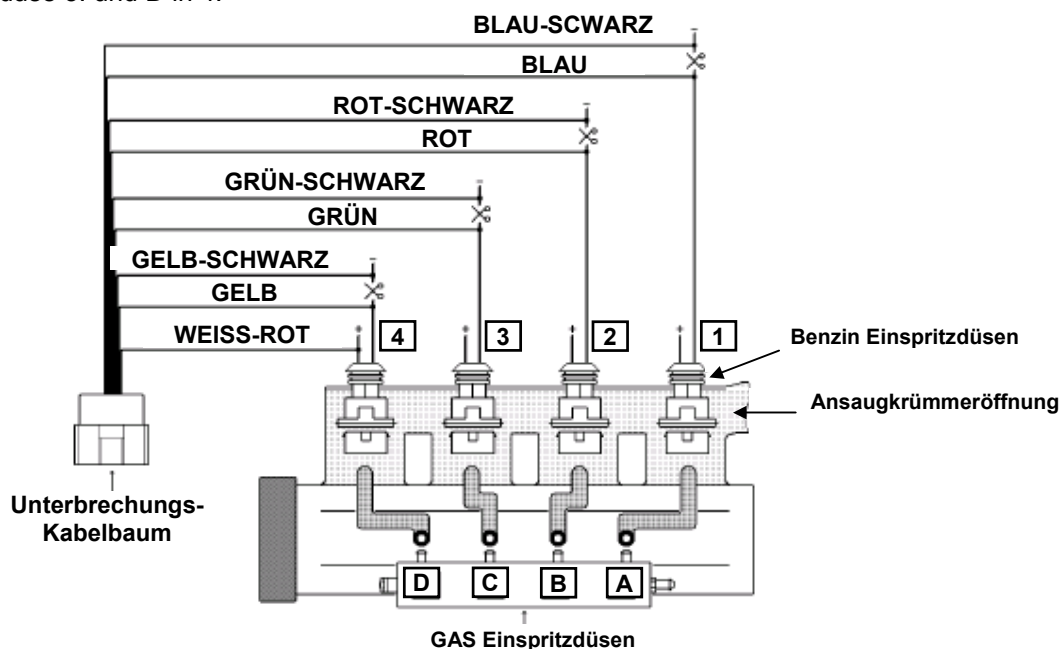 BLAU-SCWARZ
BLAU
ROT-SCHWARZ
ROT
GRÜN-SCHWARZ
GRÜN
GELB-SCHWARZ
GELB
WEISS-ROT
4
3
2
1
Benzin Einspritzdüsen
Ansaugkrümmeröffnung
Unterbrechungs-
Kabelbaum
D
C
B
A
GAS Einspritzdüsen